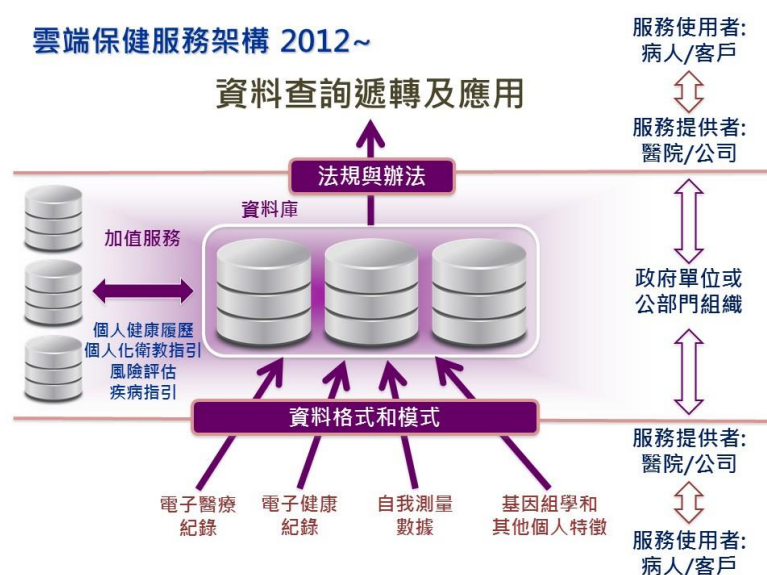 雲端保健服務架構 2012~
資料查詢遞轉及應用
法規與辦法
資料庫
加值服務
個人健康履歷
個人化衛教指引
風險評估
疾病指引
資料格式和模式
電子醫療
紀錄
電子健康
紀錄
自我測量
數據
基因組學和
其他個人特徵
服務使用者:
病人/客戶
服務提供者:
醫院/公司
政府單位或
公部門組織
服務提供者:
醫院/公司
服務使用者:
病人/客戶